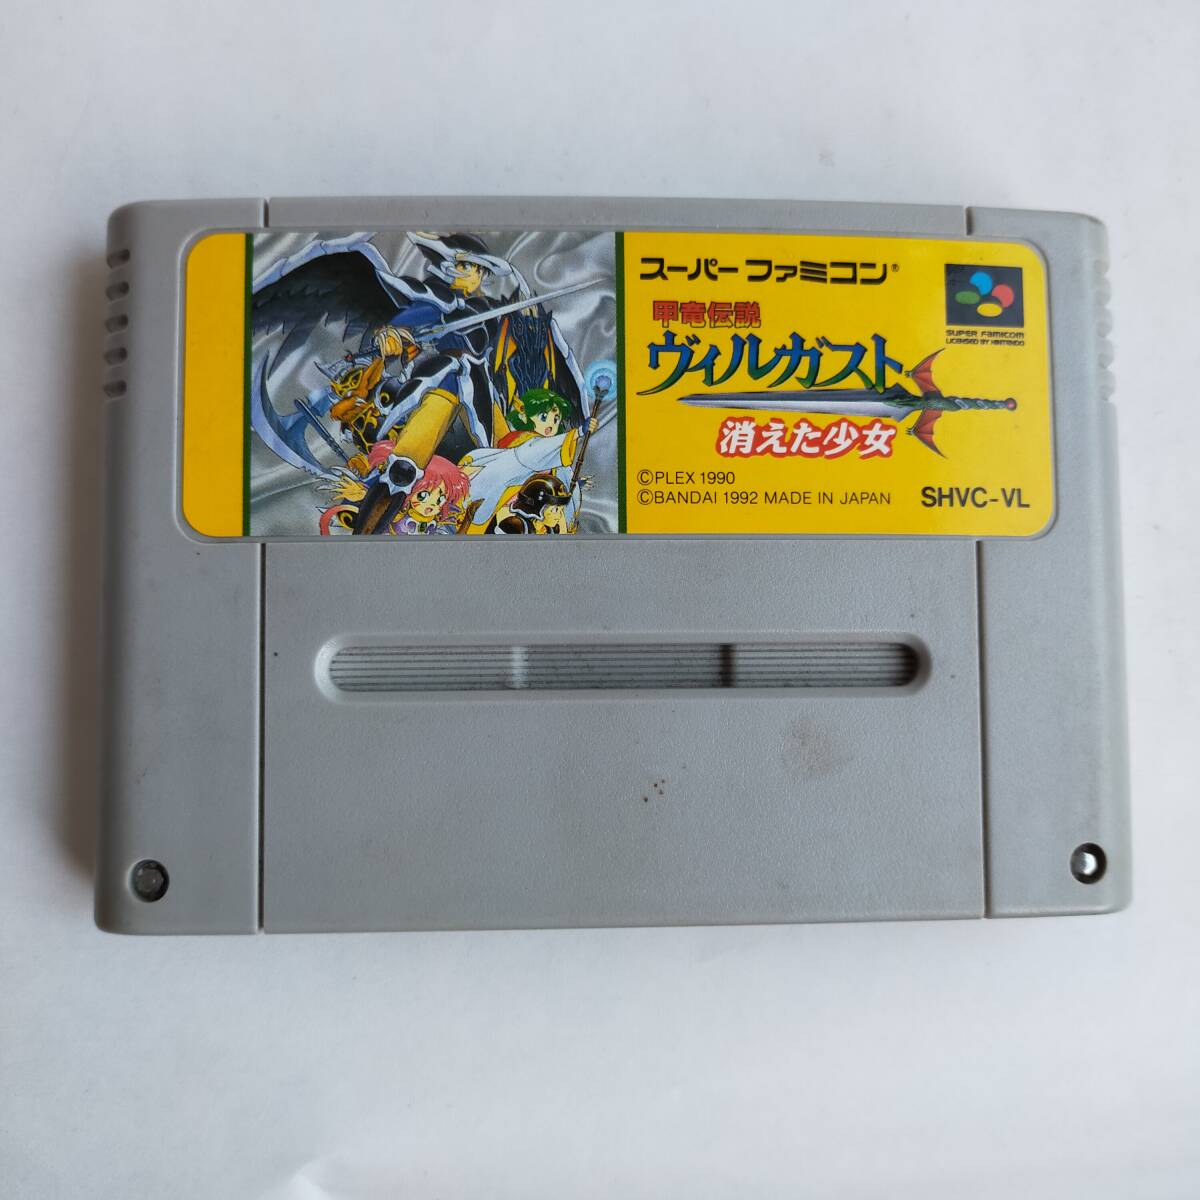 スーパーファミコン®
甲竜伝説
ヴィルガスト
消えた少女
SUPER FAMICOM
LICENSED BY NINTENDO
©PLEX 1990
©BANDAI 1992 MADE IN JAPAN
SHVC-VL